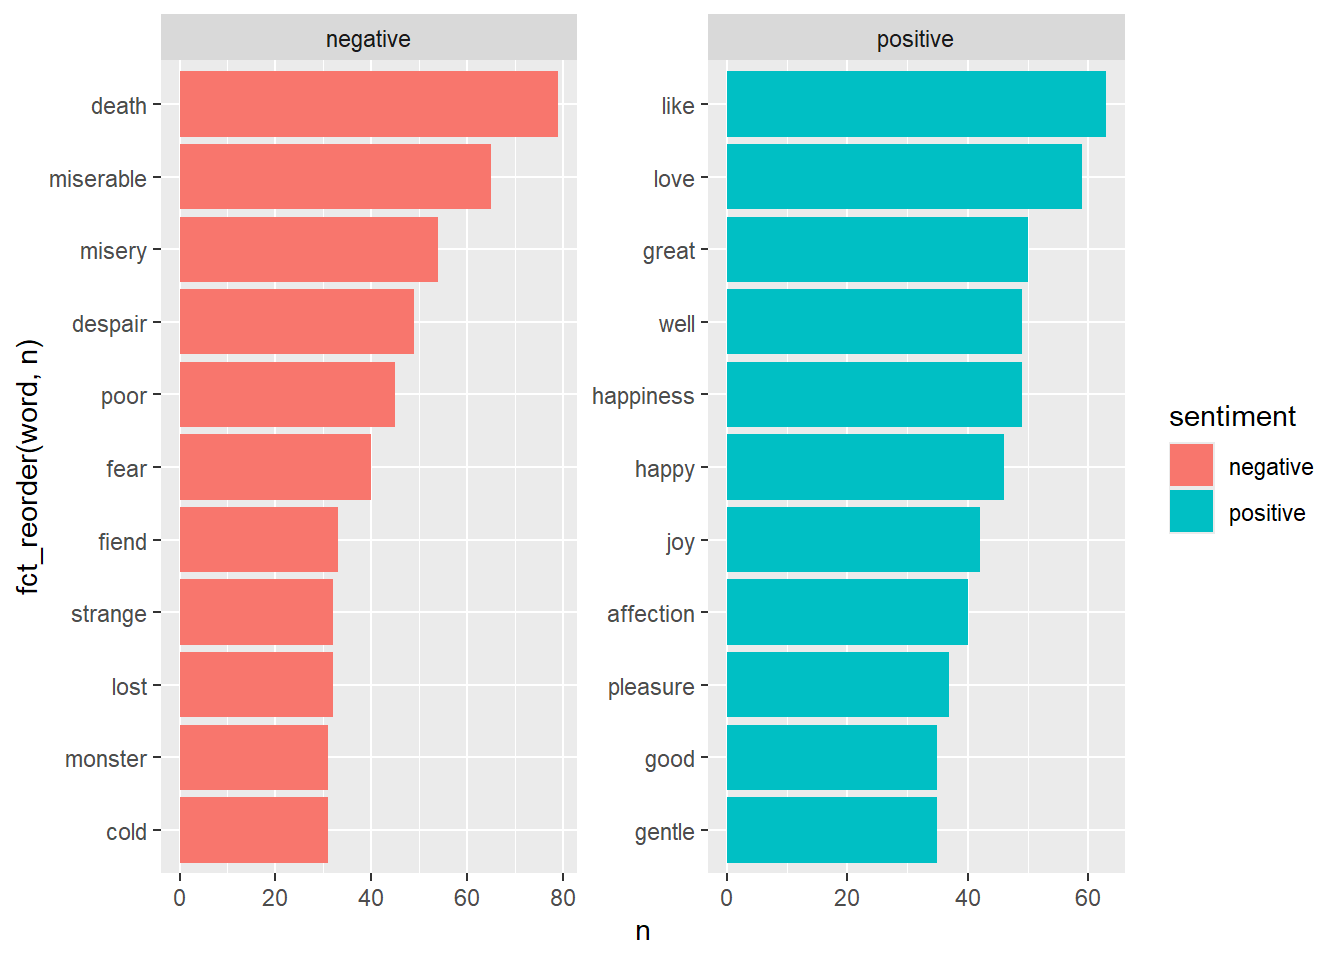 negative
positive
death
miserable
misery
despair
poor
fear
fiend
strange
lost
monster
cold
like
love
great
well
happiness
happy
joy
affection
pleasure
good
gentle
0 20 40 60 80
0 20 40 60
n
fct_reorder(word, n)
sentiment
negative
positive